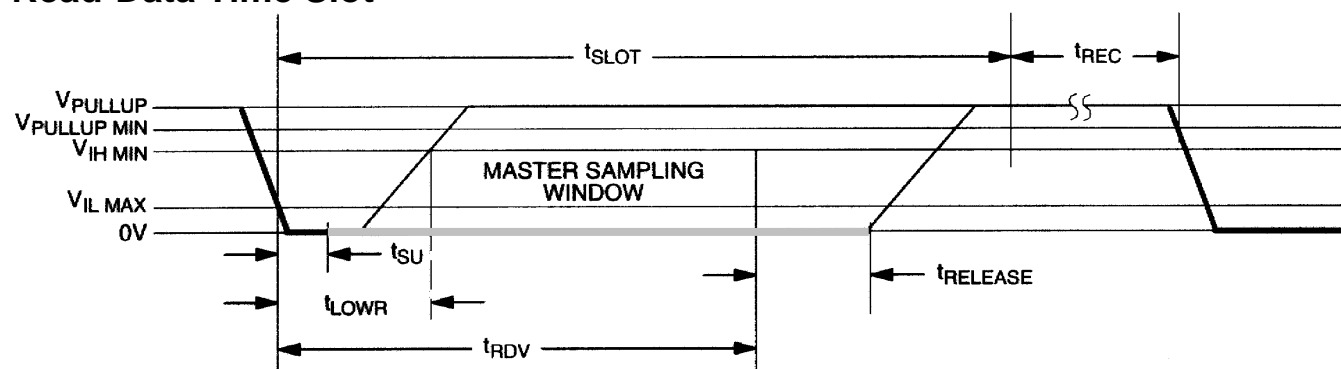 Read Data Time Slot
tSLOT
tREC
VPULLUP
VPULLUP MIN
VIH MIN
MASTER SAMPLING
WINDOW
VIL MAX
0V
tSU
tRELEASE
tLOWR
tRDV